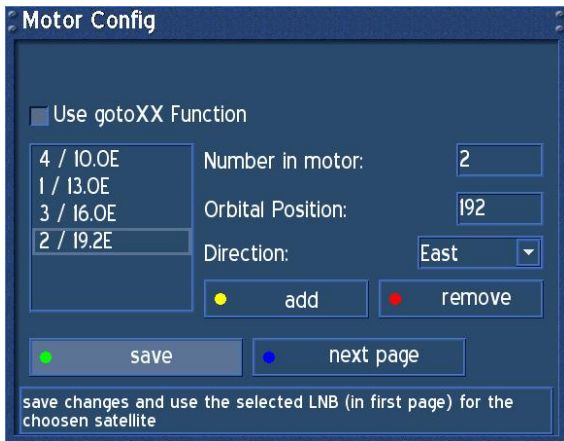 Motor Config
Use gotoXX Function
4 / 10.0E
1 / 13.0E
3 / 16.0E
2 / 19.2E
Number in motor: 2
Orbital Position: 192
Direction: East
add remove
save next page
save changes and use the selected LNB (in first page) for the
choosen satellite